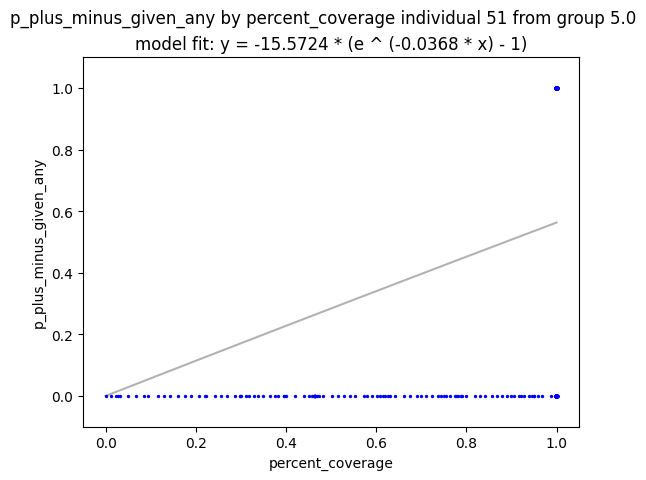 p_plus_minus_given_any by percent_coverage individual 51 from group 5.0
model fit: y = -15.5724 * (e ^ (-0.0368 * x) - 1)
1.0
0.8
0.6
0.4
0.2
0.0
p_plus_minus_given_any
0.0 0.2 0.4 0.6 0.8 1.0
percent_coverage